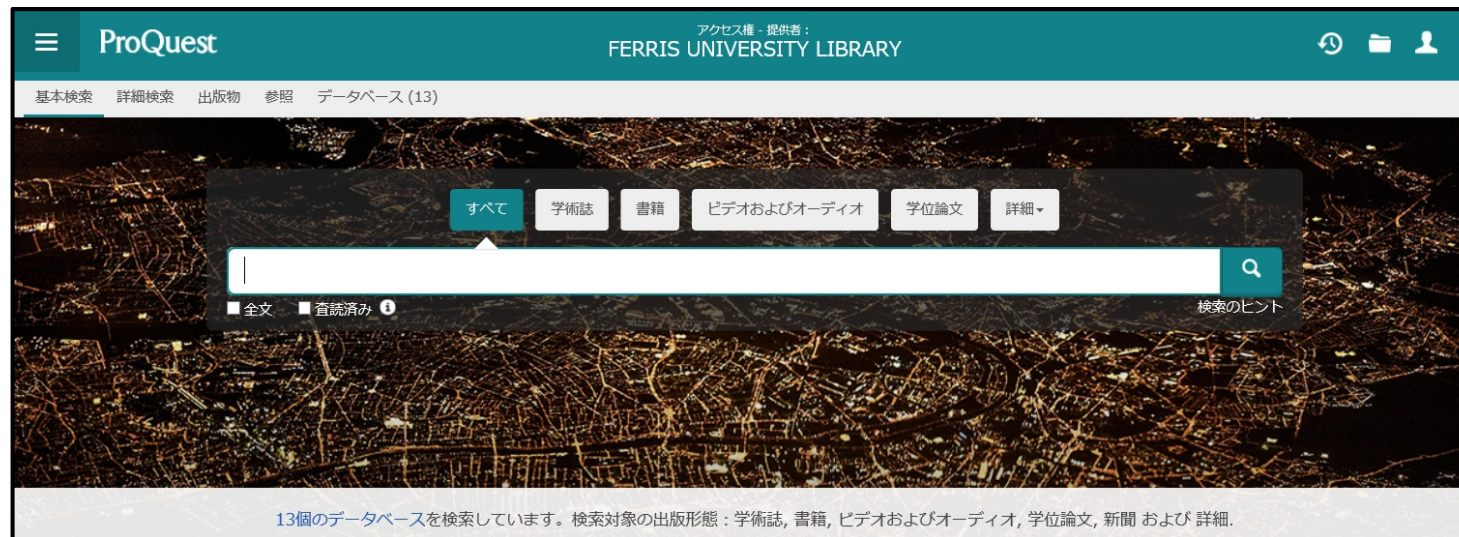 ProQuest
アクセス権 - 提供者 :
FERRIS UNIVERSITY LIBRARY
基本検索 詳細検索 出版物 参照 データベース (13)
すべて 学術誌 書籍 ビデオおよびオーディオ 学位論文 詳細
全文 査読済み 検索のヒント
13個のデータベースを検索しています。検索対象の出版形態 : 学術誌, 書籍, ビデオおよびオーディオ, 学位論文, 新聞 および 詳細.